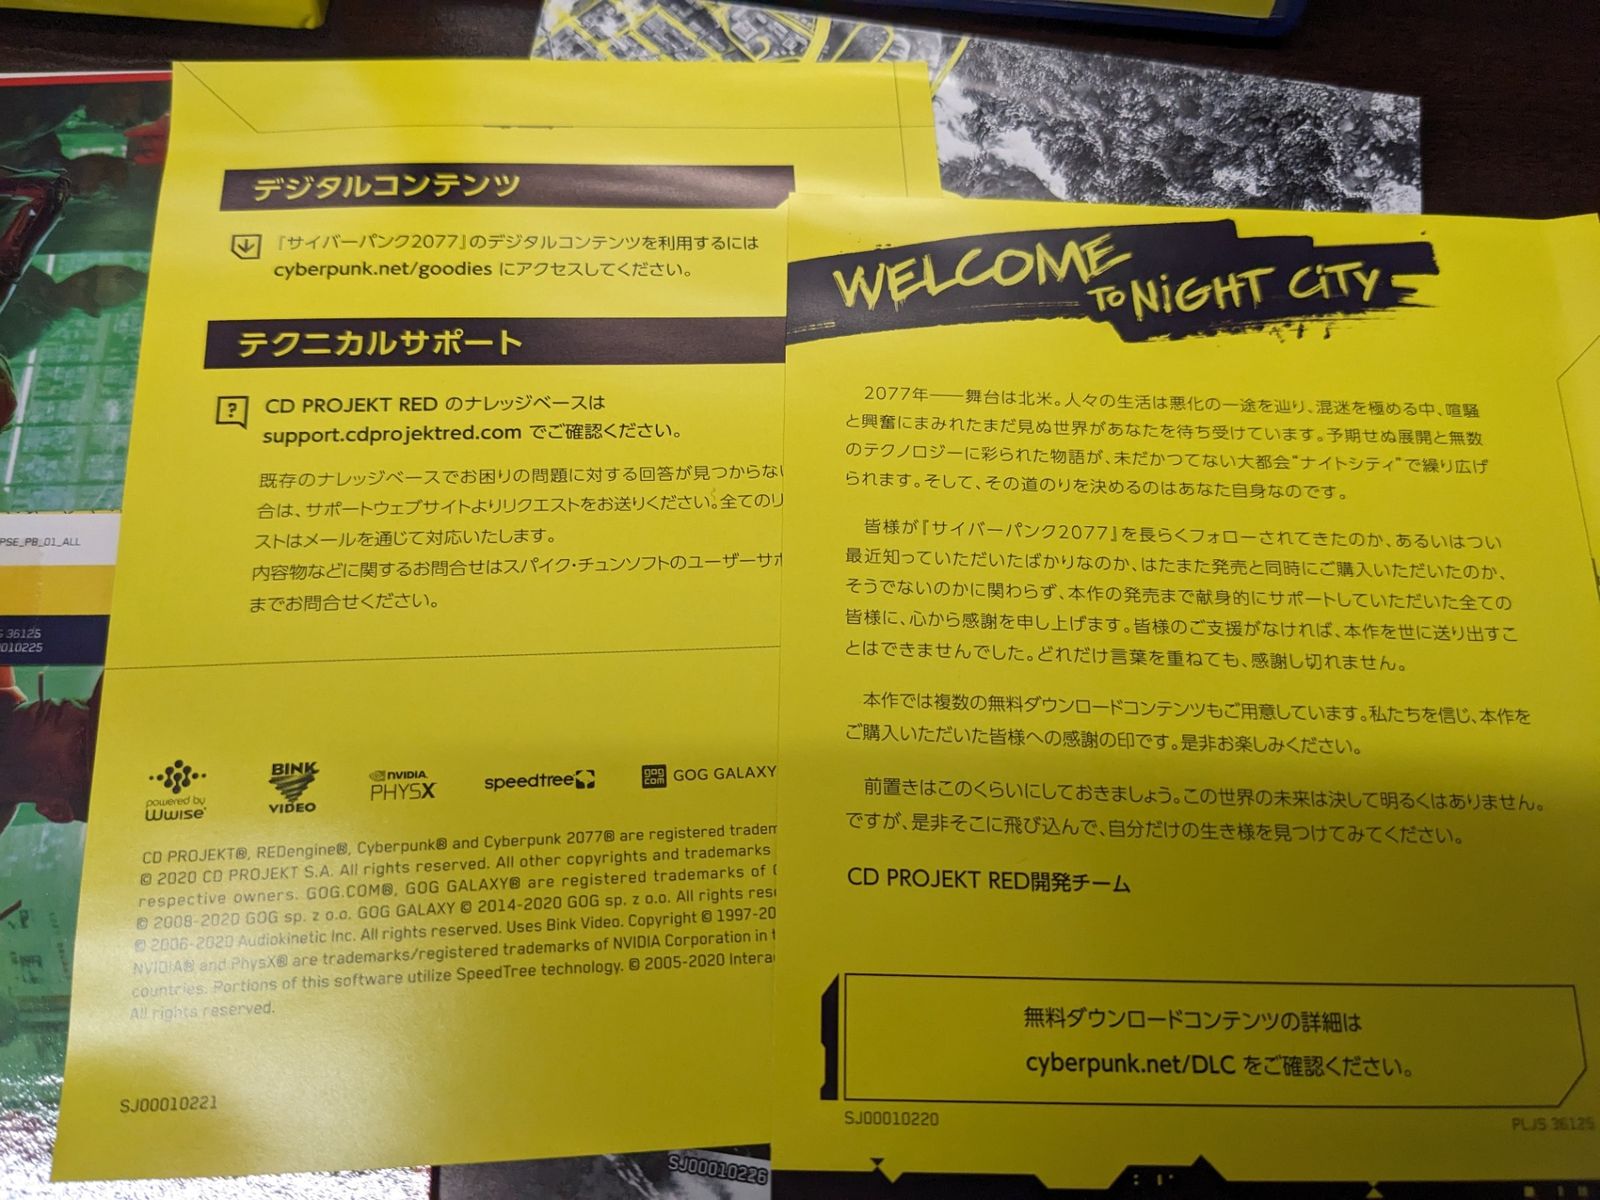 デジタルコンテンツ
『サイバーパンク2077』のデジタルコンテンツを利用するには
cyberpunk.net/goodies にアクセスしてください。
テクニカルサポート
?
CD PROJEKT RED のナレッジベースは
support.cdprojektred.com でご確認ください。
既存のナレッジベースでお困りの問題に対する回答が見つからない
合は、サポートウェブサイトよりリクエストをお送りください。全てのリ
ストはメールを通じて対応いたします。
内容物などに関するお問合せはスパイク・チュンソフトのユーザーサポ
までお問合せください。
powered by
Wwise
BINK
VIDEO
NVIDIA
PHYSX
speedtree
gog
com
GOG GALAXY
CD PROJEKT®, REDengine®, Cyberpunk® and Cyberpunk 2077® are registered tradem
© 2020 CD PROJEKT S.A. All rights reserved. All other copyrights and trademarks
respective owners. GOG.COM®, GOG GALAXY® are registered trademarks of
© 2008-2020 GOG sp. z o.o. GOG GALAXY © 2014-2020 GOG sp. z o.o. All rights res
© 2006-2020 Audiokinetic Inc. All rights reserved. Uses Bink Video. Copyright © 1997-20
NVIDIA® and PhysX® are trademarks/registered trademarks of NVIDIA Corporation in t
countries. Portions of this software utilize SpeedTree technology. © 2005-2020 Intera
All rights reserved.
SJ00010221
WELCOME
TO NIGHT CITY
2077年――舞台は北米。人々の生活は悪化の一途を辿り、混迷を極める中、喧騒
と興奮にまみれたまだ見ぬ世界があなたを待ち受けています。予期せぬ展開と無数
のテクノロジーに彩られた物語が、未だかつてない大都会“ナイトシティ”で繰り広げ
られます。そして、その道のりを決めるのはあなた自身なのです。
皆様が『サイバーパンク2077』を長らくフォローされてきたのか、あるいはつい
最近知っていただいたばかりなのか、はたまた発売と同時にご購入いただいたのか、
そうでないのかに関わらず、本作の発売まで献身的にサポートしていただいた全ての
皆様に、心から感謝を申し上げます。皆様のご支援がなければ、本作を世に送り出すこ
とはできませんでした。どれだけ言葉を重ねても、感謝し切れません。
本作では複数の無料ダウンロードコンテンツもご用意しています。私たちを信じ、本作を
ご購入いただいた皆様への感謝の印です。是非お楽しみください。
前置きはこのくらいにしておきましょう。この世界の未来は決して明るくはありません。
ですが、是非そこに飛び込んで、自分だけの生き様を見つけてみてください。
CD PROJEKT RED開発チーム
無料ダウンロードコンテンツの詳細は
cyberpunk.net/DLC をご確認ください。
SJ00010220
PLJS 36125
PSE_PB_01_ALL
S 36125
00010225
SJ00010226